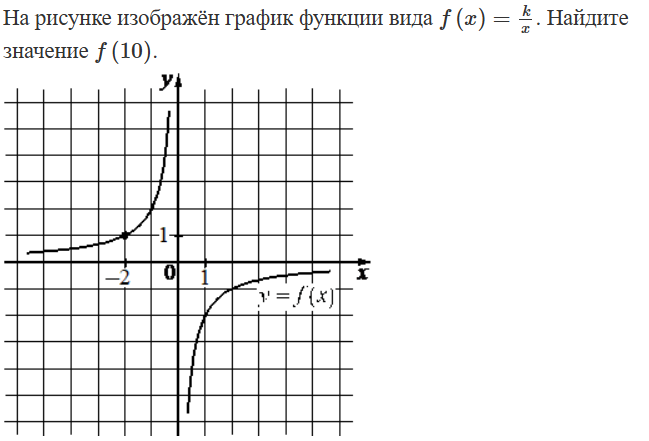 На рисунке изображён график функции вида f (x) = k/x. Найдите
значение f (10).
y
1
−2
0
1
x
y = f (x)